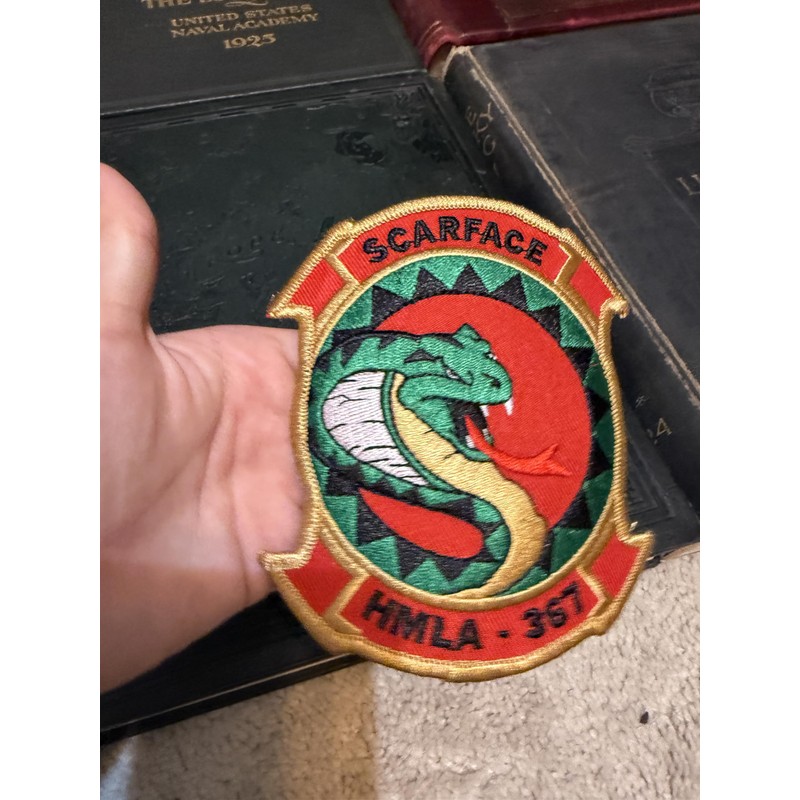 UNITED STATES
NAVAL ACADEMY
1925
SCARFACE
HMLA - 367